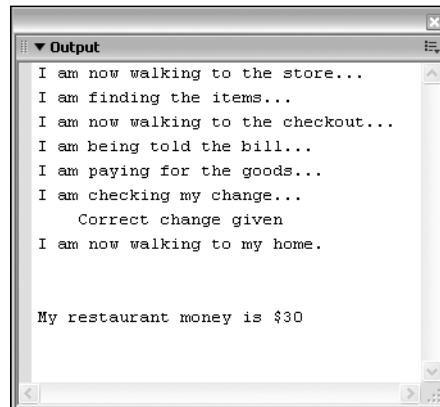 Output
I am now walking to the store...
I am finding the items...
I am now walking to the checkout...
I am being told the bill...
I am paying for the goods...
I am checking my change...
Correct change given
I am now walking to my home.
My restaurant money is $30